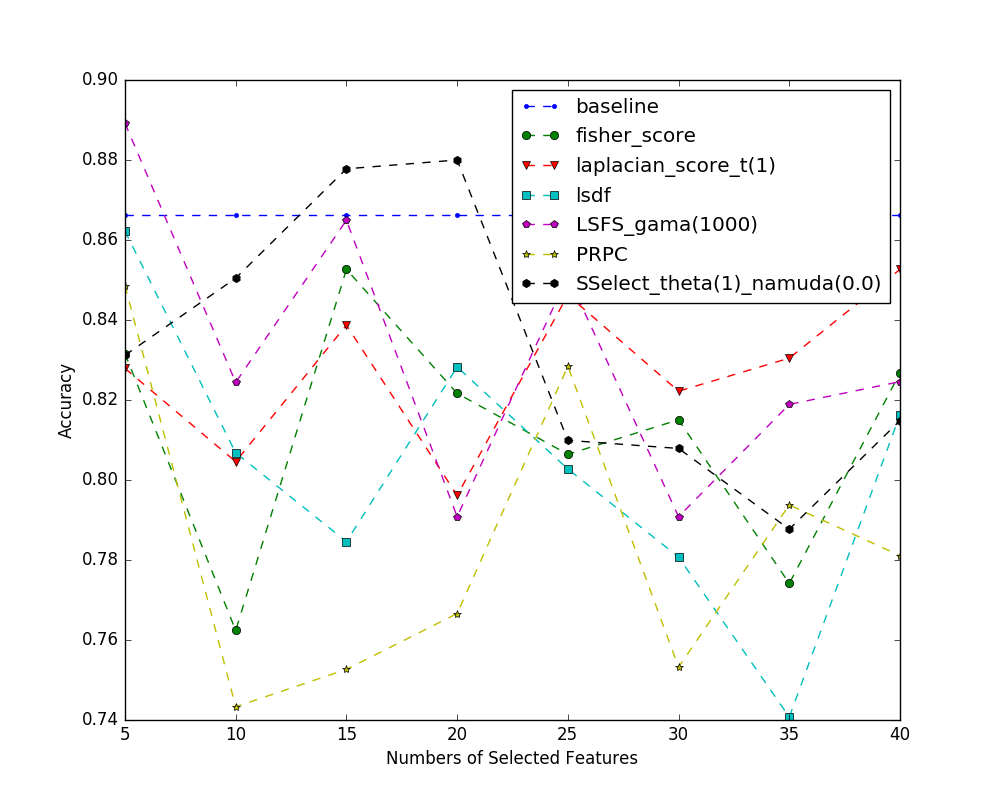 0.90
0.88
0.86
0.84
0.82
0.80
0.78
0.76
0.74
Accuracy
baseline
fisher_score
laplacian_score_t(1)
lsdf
LSFS_gama(1000)
PRPC
SSelect_theta(1)_namuda(0.0)
5 10 15 20 25 30 35 40
Numbers of Selected Features